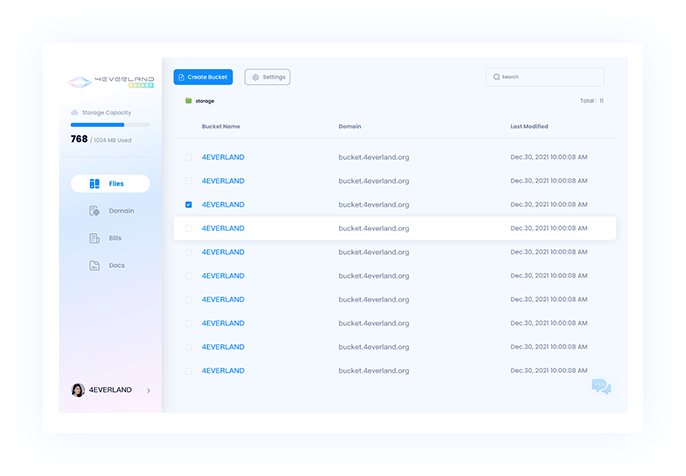 4EVERLAND
BUCKET
Storage Capacity
768 / 1024 MB Used
Files
Domain
Bills
Docs
4EVERLAND
Create Bucket
Settings
Search
storage
Total: 11
Bucket Name Domain Last Modified
4EVERLAND bucket.4everland.org Dec.30, 2021 10:00:08 AM
4EVERLAND bucket.4everland.org Dec.30, 2021 10:00:08 AM
4EVERLAND bucket.4everland.org Dec.30, 2021 10:00:08 AM
4EVERLAND bucket.4everland.org Dec.30, 2021 10:00:08 AM
4EVERLAND bucket.4everland.org Dec.30, 2021 10:00:08 AM
4EVERLAND bucket.4everland.org Dec.30, 2021 10:00:08 AM
4EVERLAND bucket.4everland.org Dec.30, 2021 10:00:08 AM
4EVERLAND bucket.4everland.org Dec.30, 2021 10:00:08 AM
4EVERLAND bucket.4everland.org Dec.30, 2021 10:00:08 AM
4EVERLAND bucket.4everland.org Dec.30, 2021 10:00:08 AM